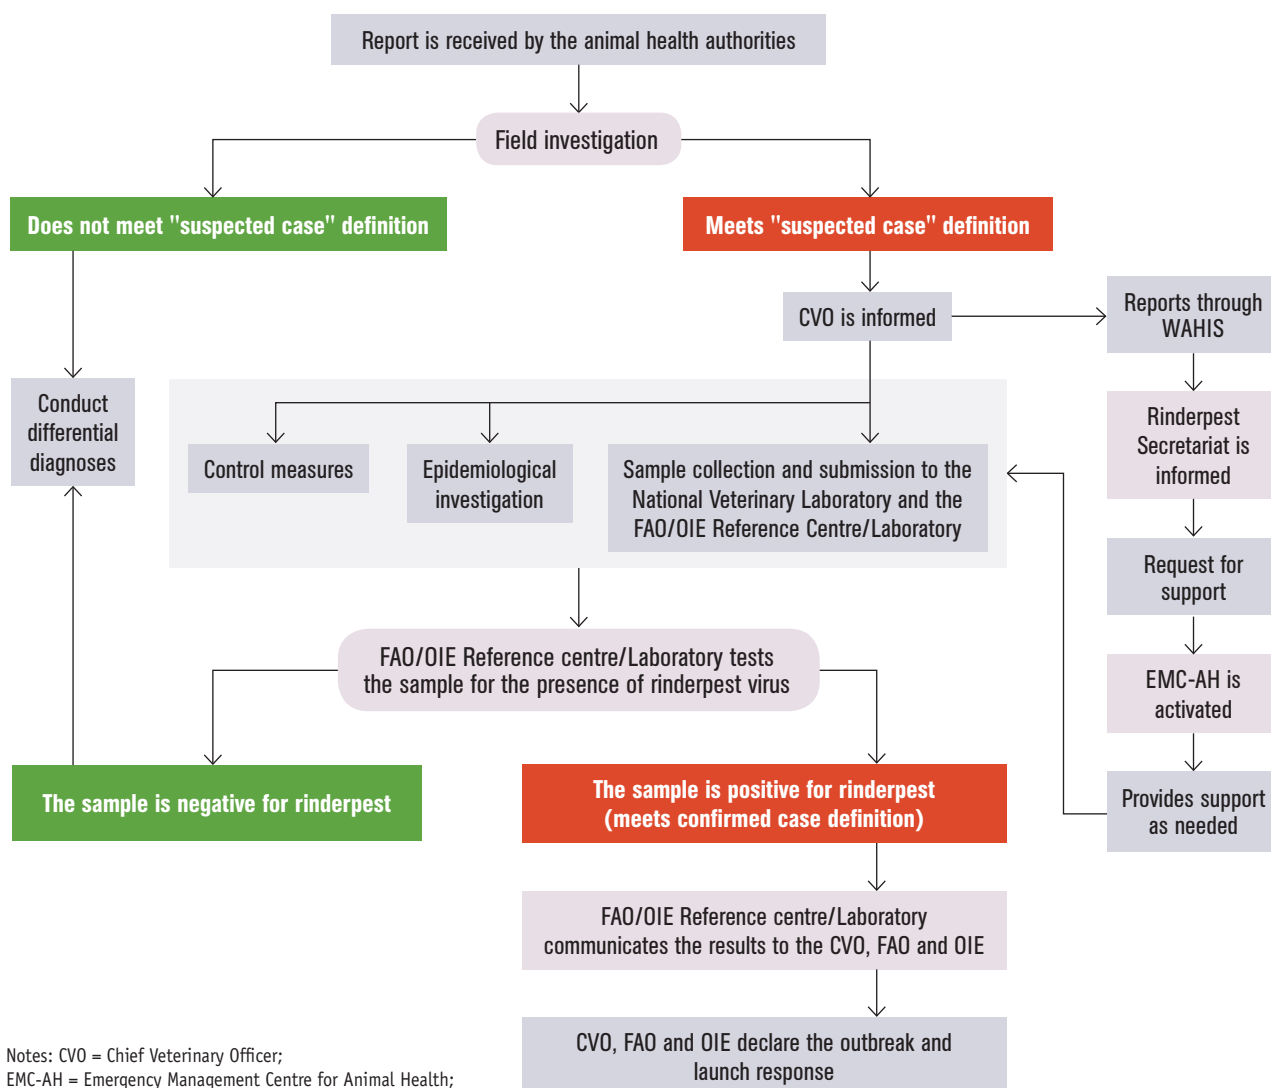 Report is received by the animal health authorities
Field investigation
Does not meet "suspected case" definition
Meets "suspected case" definition
CVO is informed
Reports through
WAHIS
Conduct
differential
diagnoses
Control measures
Epidemiological
investigation
Sample collection and submission to the
National Veterinary Laboratory and the
FAO/OIE Reference Centre/Laboratory
Rinderpest
Secretariat is
informed
Request for
support
FAO/OIE Reference centre/Laboratory tests
the sample for the presence of rinderpest virus
EMC-AH is
activated
The sample is negative for rinderpest
The sample is positive for rinderpest
(meets confirmed case definition)
Provides support
as needed
FAO/OIE Reference centre/Laboratory
communicates the results to the CVO, FAO and OIE
CVO, FAO and OIE declare the outbreak and
launch response
Notes: CVO = Chief Veterinary Officer;
EMC-AH = Emergency Management Centre for Animal Health;